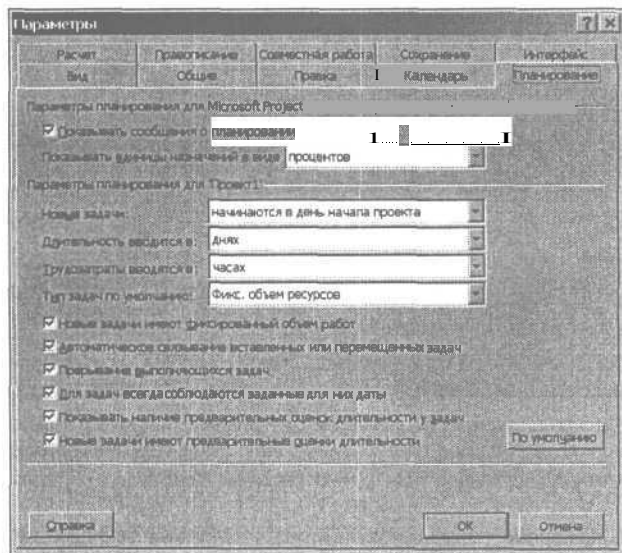 Параметры
Расчет Правописание Совместная работа Сохранение Интерфейс
Вид Общие Правка Календарь Планирование
Параметры планирования для Microsoft Project
Показывать сообщения о планировании
Показывать единицы назначений в виде: процентов
Параметры планирования для 'Проект1'
Новые задачи: начинаются в день начала проекта
Длительность вводится в: днях
Трудозатраты вводятся в: часах
Тип задач по умолчанию: Фикс. объем ресурсов
Новые задачи имеют фиксированный объем работ
Автоматическое связывание вставленных или перемещенных задач
Прерывание выполняющихся задач
Для задач всегда соблюдаются заданные для них даты
Показывать наличие предварительных оценок длительности у задач
Новые задачи имеют предварительные оценки длительности
По умолчанию
Справка ОК Отмена